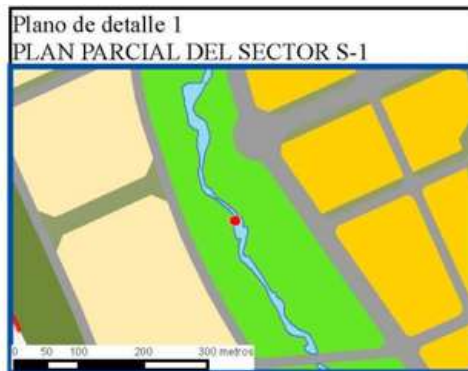 Plano de detalle 1
PLAN PARCIAL DEL SECTOR S-1
0 50 100 200 300 metros